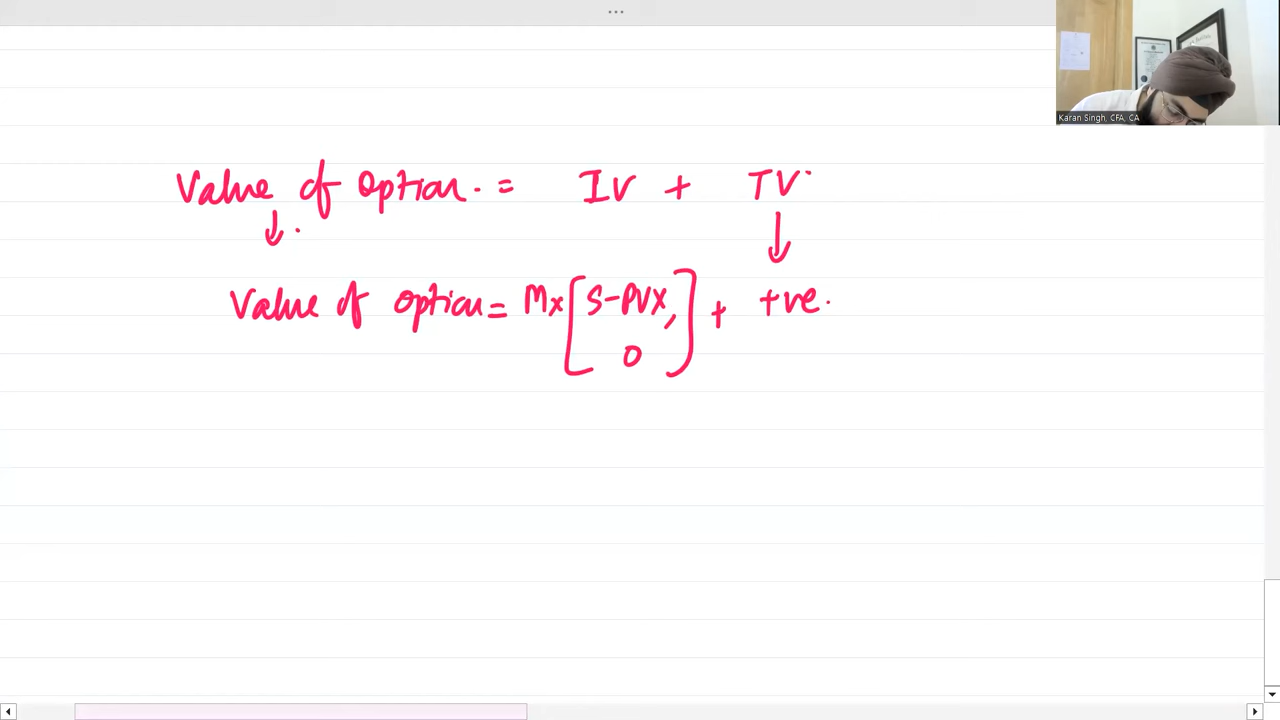 Karan Singh, CFA, CA
Value of Option. = IV + TV
Value of option = Mx [S-PVX, 0] + +ve.